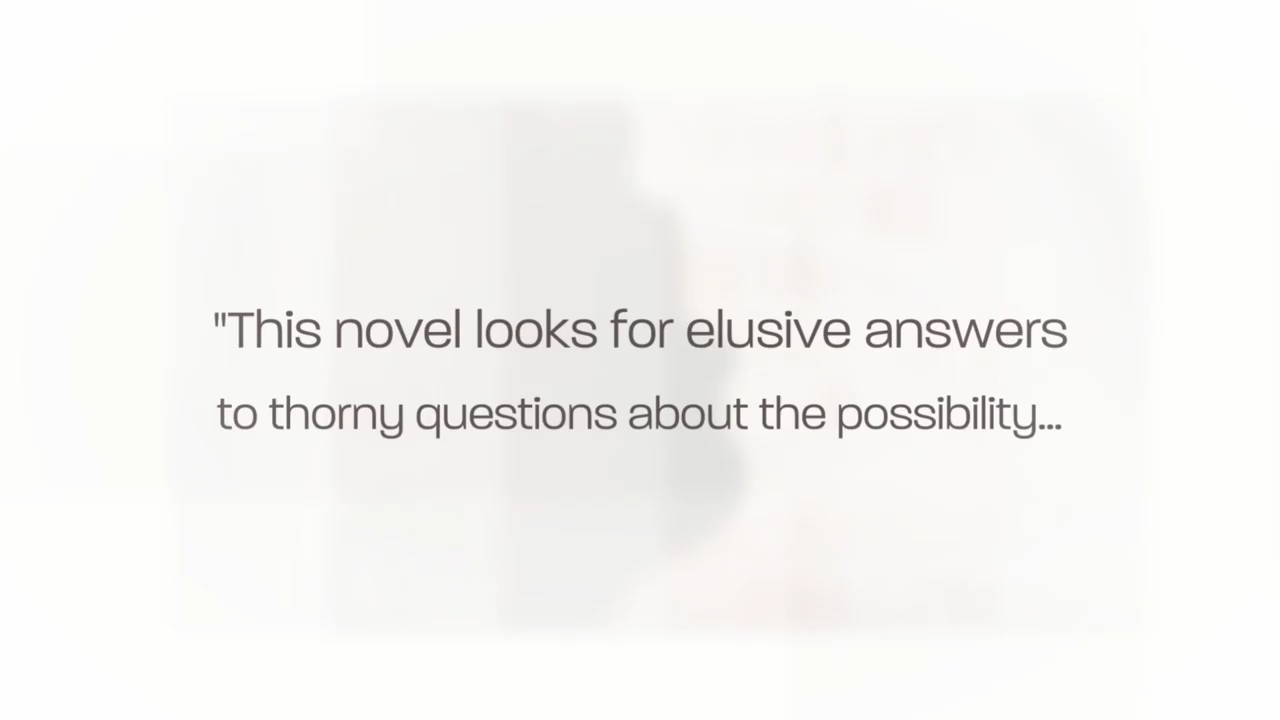 "This novel looks for elusive answers
to thorny questions about the possibility...